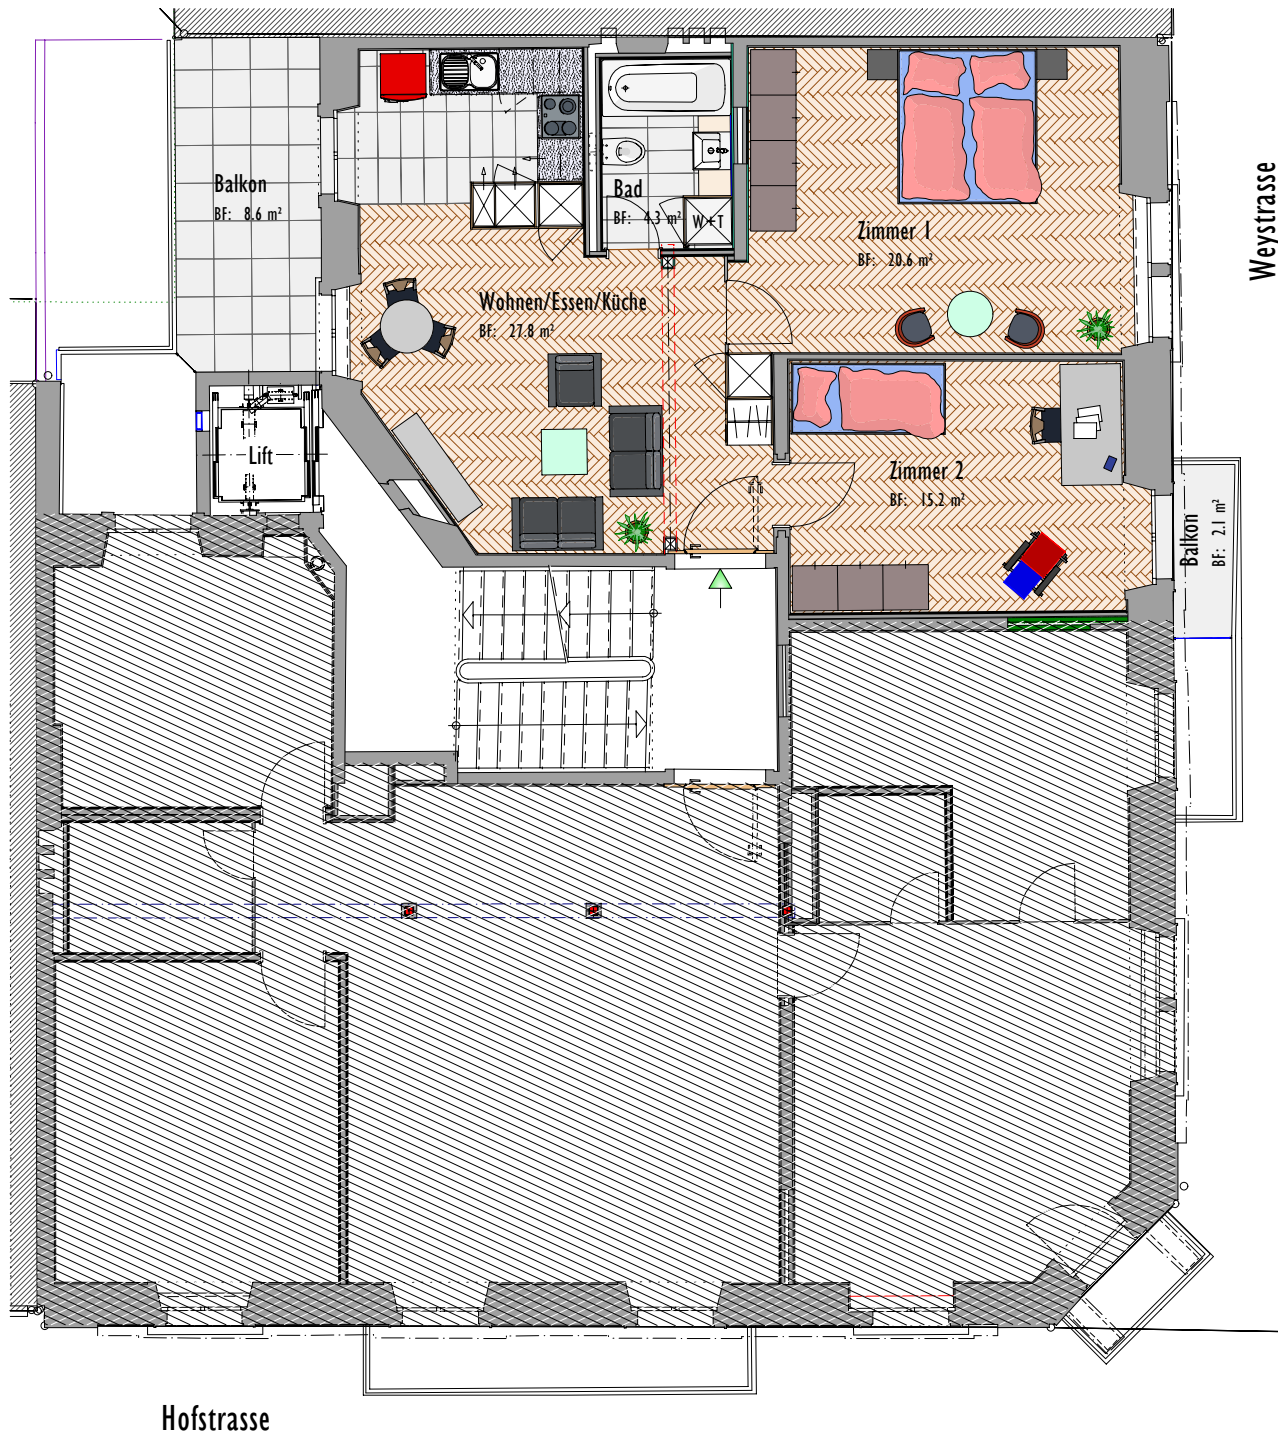 Balkon
BF: 8.6 m²
Bad
BF: 4.3 m²
W+T
Zimmer 1
BF: 20.6 m²
Weystrasse
Wohnen/Essen/Küche
BF: 27.8 m²
Lift
Zimmer 2
BF: 15.2 m²
Balkon
BF: 2.1 m²
Hofstrasse